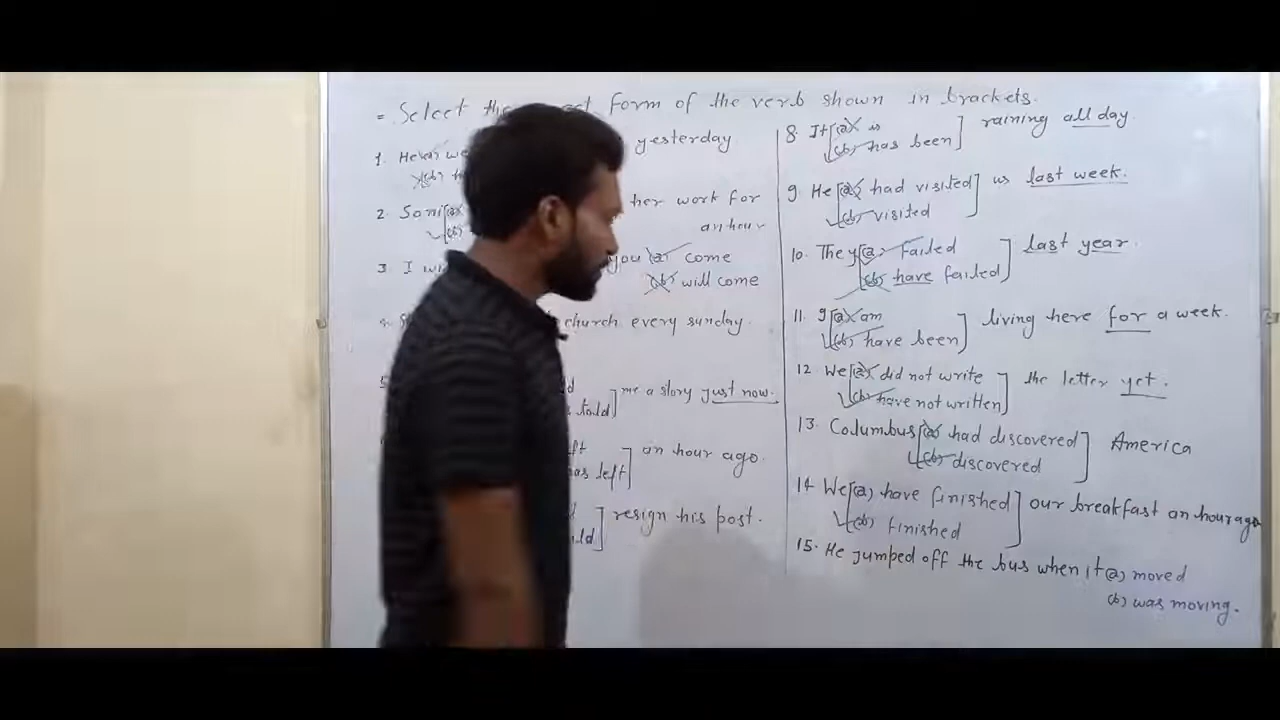 = Select the form of the verb shown in brackets.
1. He yesterday
(b)
2. her work for
an hour
3. I you (a) come
(b) will come
church every sunday.
me a story just now.
told]
an hour ago.
has left
resign his post.
8. It [(a) is
(b) has been] raining all day.
9. He [(a) had visited] us last week.
(b) visited
10. They [(a) Failed] last year.
(b) have failed
11. I [(a) am
(b) have been] living here for a week.
12 We [(a) did not write] the letter yet.
(b) have not written]
13. Columbus [(a) had discovered] America
(b) discovered
14 We [(a) have finished] our breakfast an hour ago
(b) finished
15. He jumped off the bus when it (a) moved
(b) was moving.